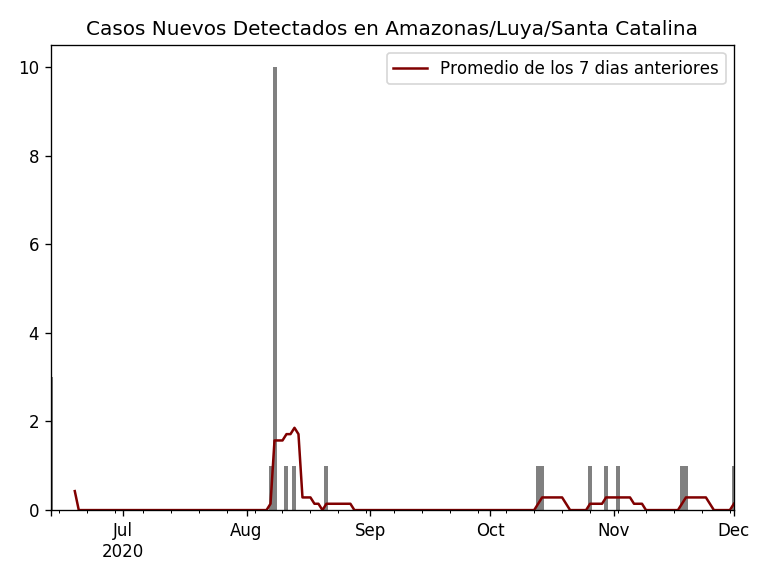 Casos Nuevos Detectados en Amazonas/Luya/Santa Catalina
Promedio de los 7 dias anteriores
10
8
6
4
2
0
Jul Aug Sep Oct Nov Dec
2020